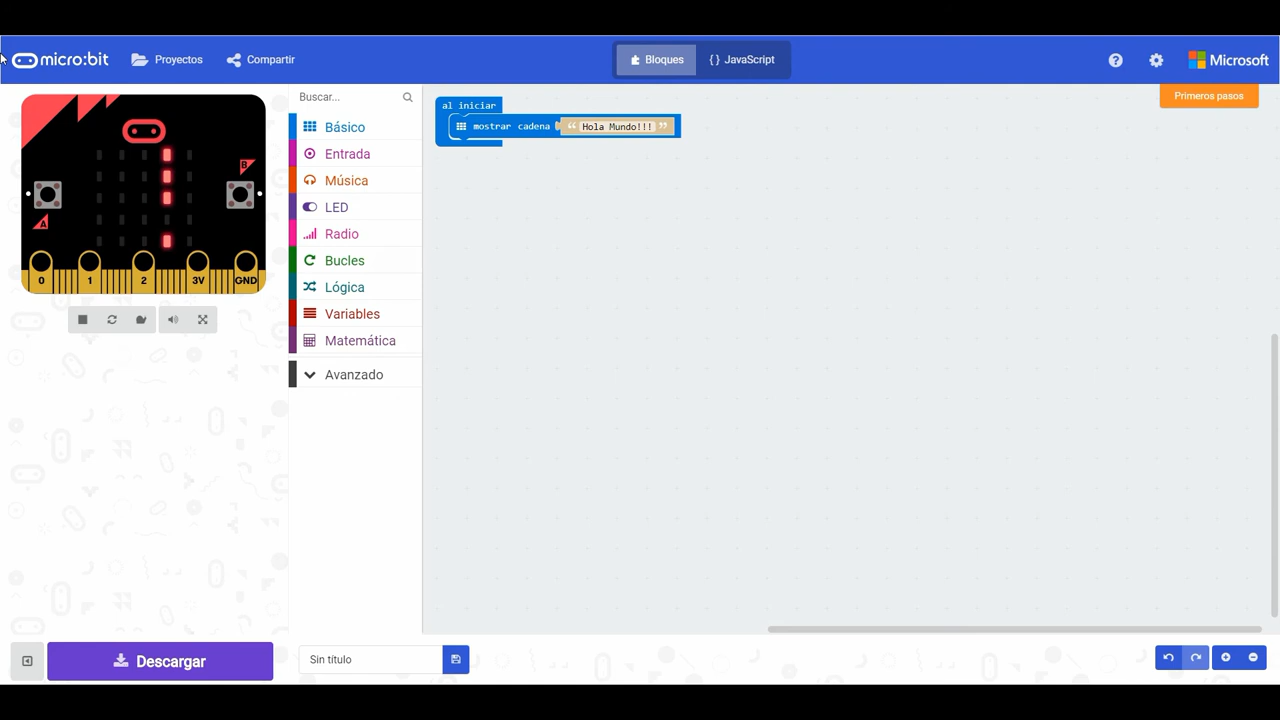 micro:bit
Proyectos
Compartir
Bloques
{ } JavaScript
Microsoft
Primeros pasos
B
A
0 1 2 3V GND
Buscar...
Básico
Entrada
Música
LED
Radio
Bucles
Lógica
Variables
Matemática
Avanzado
al iniciar
mostrar cadena “ Hola Mundo!!! ”
Descargar
Sin título